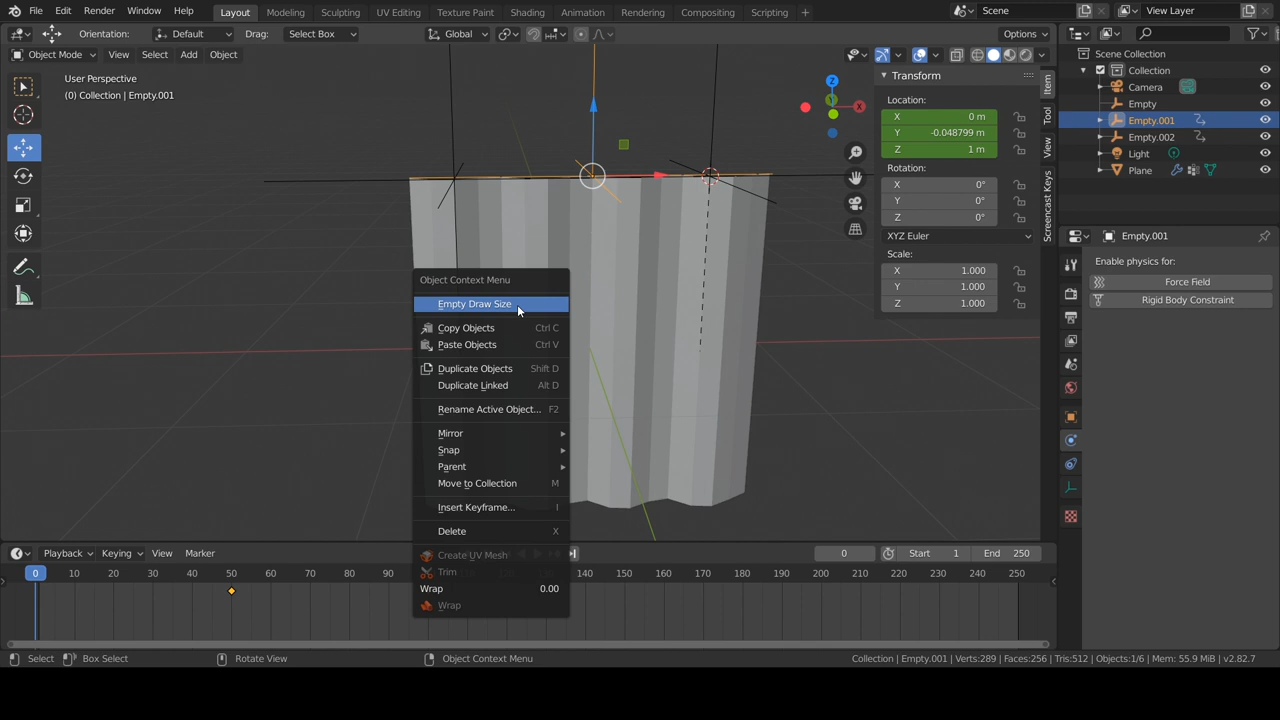 File Edit Render Window Help Layout Modeling Sculpting UV Editing Texture Paint Shading Animation Rendering Compositing Scripting + Scene View Layer
Orientation: Default Drag: Select Box Global Options
Object Mode View Select Add Object
User Perspective
(0) Collection | Empty.001
Z
Y
X
Transform
Location:
X 0 m
Y -0.048799 m
Z 1 m
Rotation:
X 0°
Y 0°
Z 0°
XYZ Euler
Scale:
X 1.000
Y 1.000
Z 1.000
Item
Tool
View
Screencast Keys
Scene Collection
Collection
Camera
Empty
Empty.001
Empty.002
Light
Plane
Empty.001
Enable physics for:
Force Field
Rigid Body Constraint
Object Context Menu
Empty Draw Size
Copy Objects Ctrl C
Paste Objects Ctrl V
Duplicate Objects Shift D
Duplicate Linked Alt D
Rename Active Object... F2
Mirror
Snap
Parent
Move to Collection M
Insert Keyframe... I
Delete X
Create UV Mesh
Trim
Wrap 0.00
Wrap
Playback Keying View Marker 0 Start 1 End 250
0 10 20 30 40 50 60 70 80 90 140 150 160 170 180 190 200 210 220 230 240 250
Select Box Select Rotate View Object Context Menu Collection | Empty.001 | Verts:289 | Faces:256 | Tris:512 | Objects:1/6 | Mem: 55.9 MiB | v2.82.7